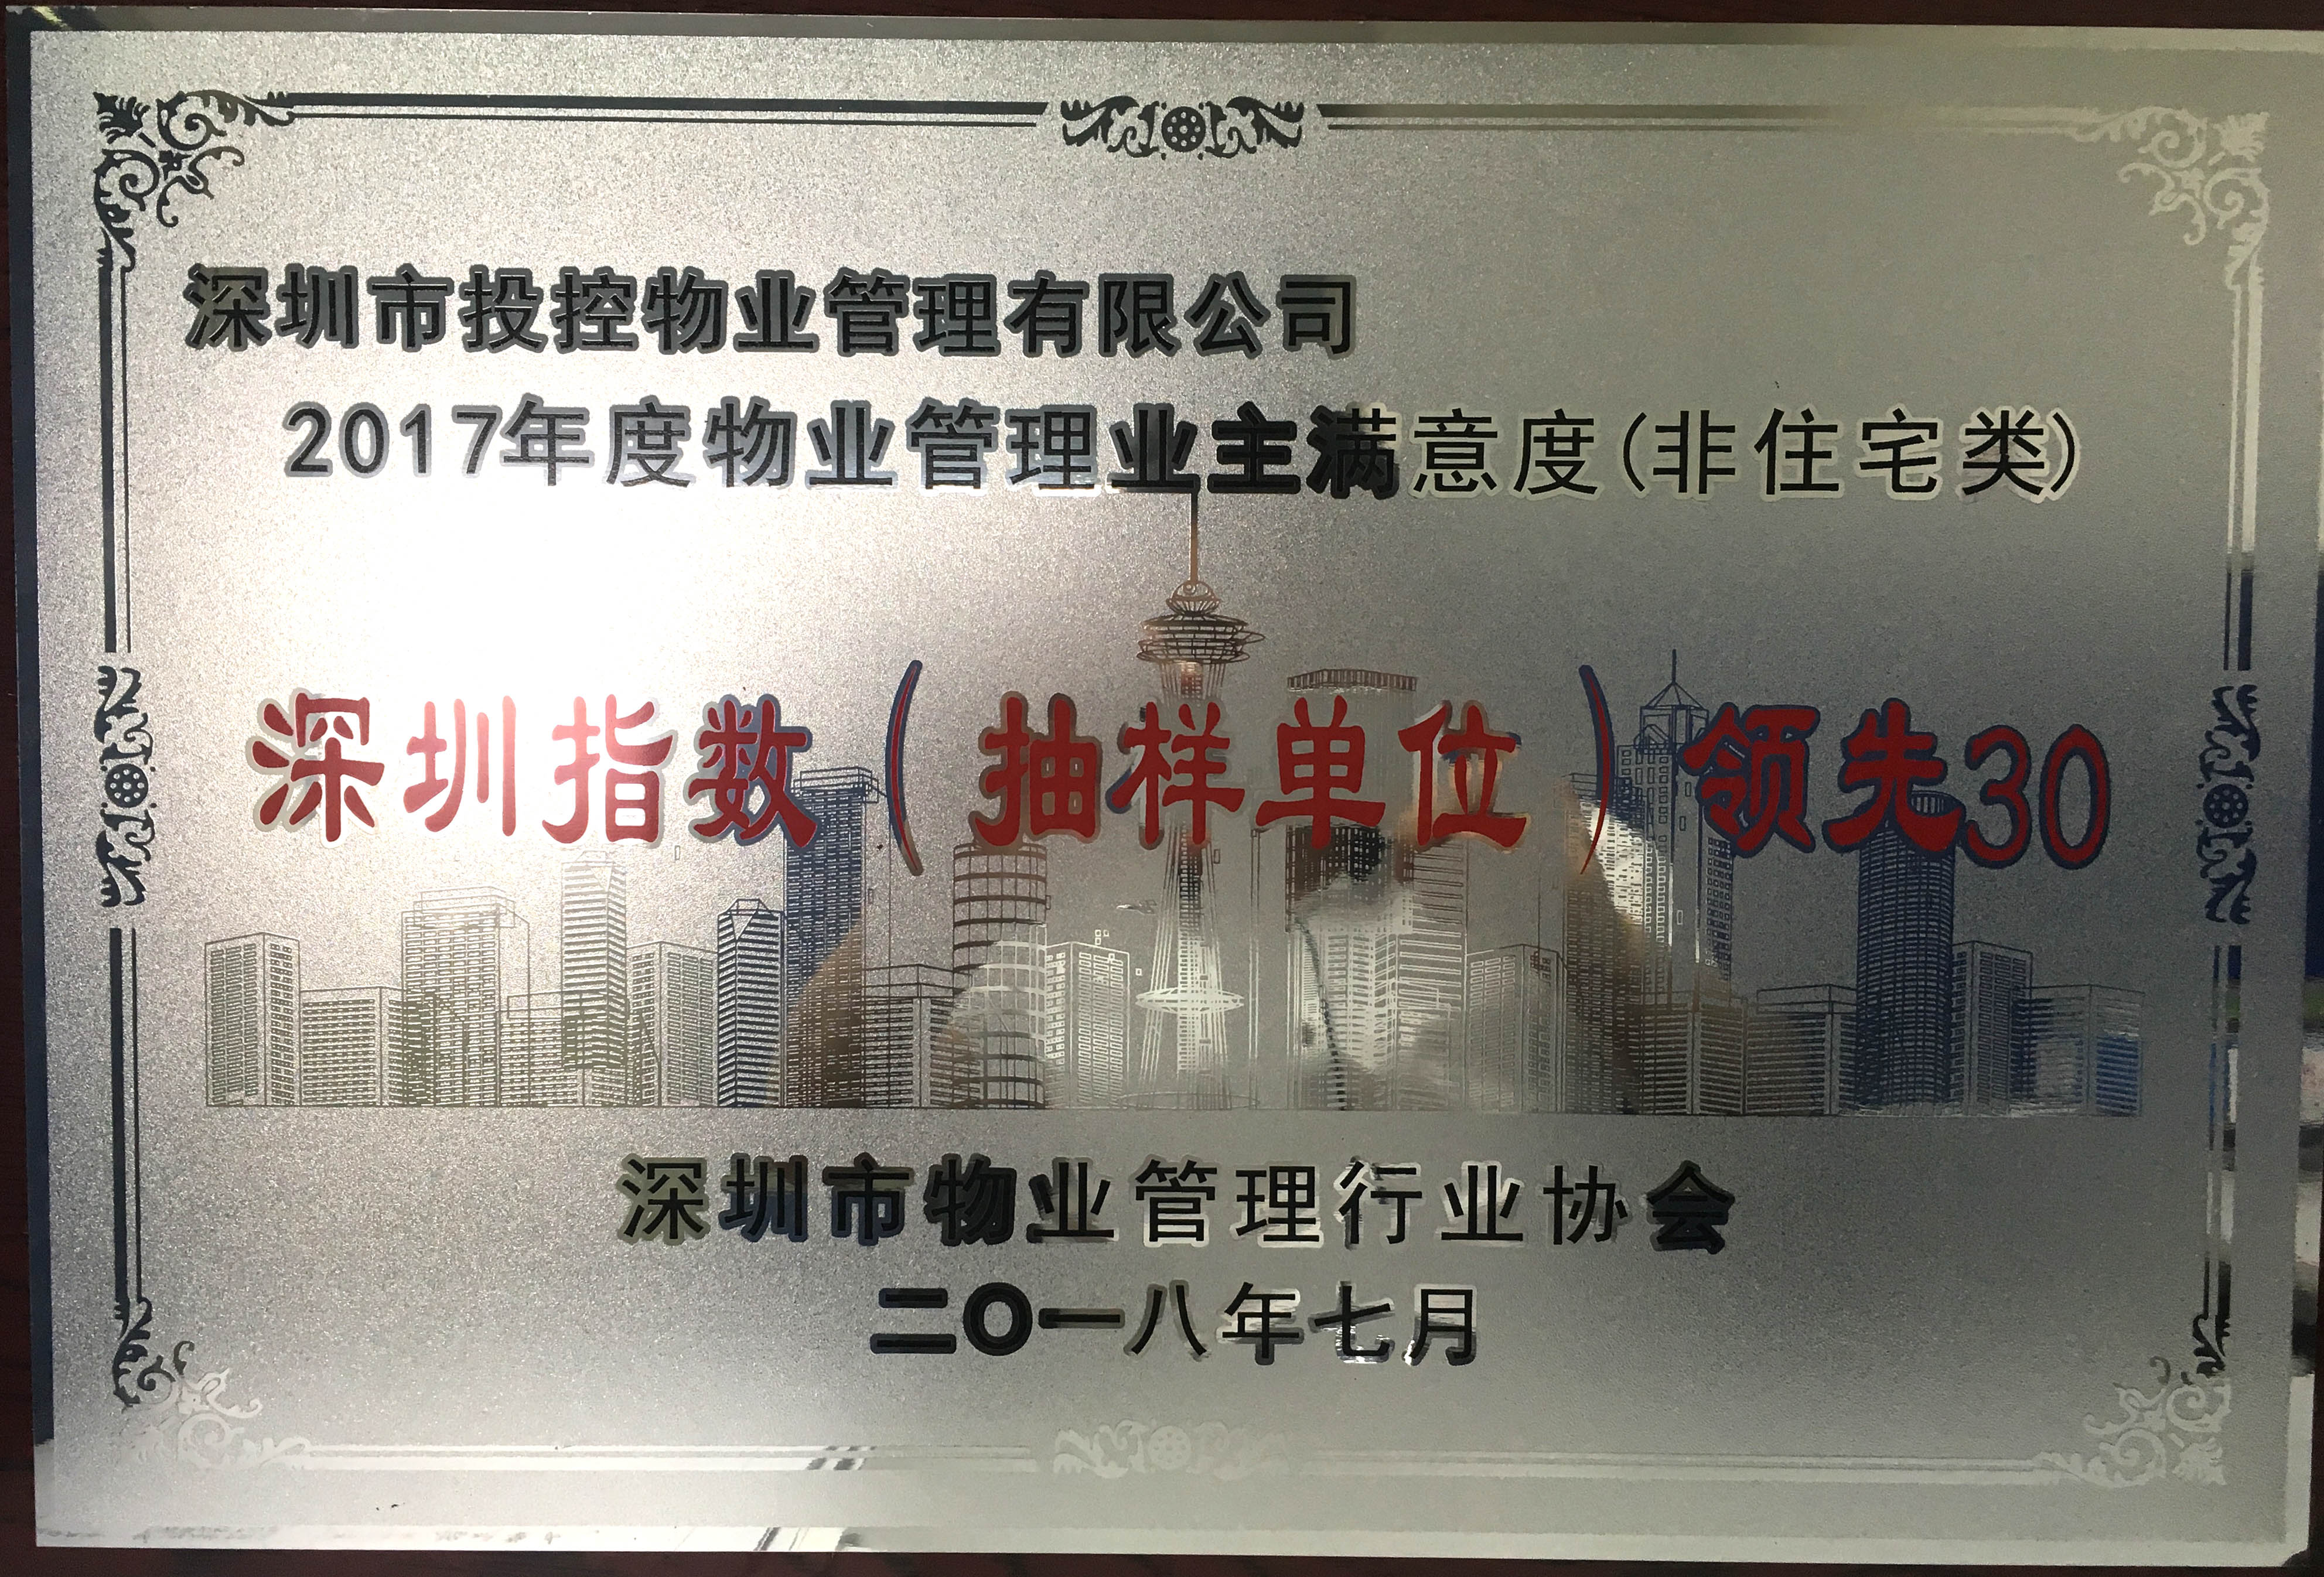 深圳市投控物业管理有限公司
2017年度物业管理业主满意度(非住宅类)
深圳指数(抽样单位)领先30
深圳市物业管理行业协会
二〇一八年七月